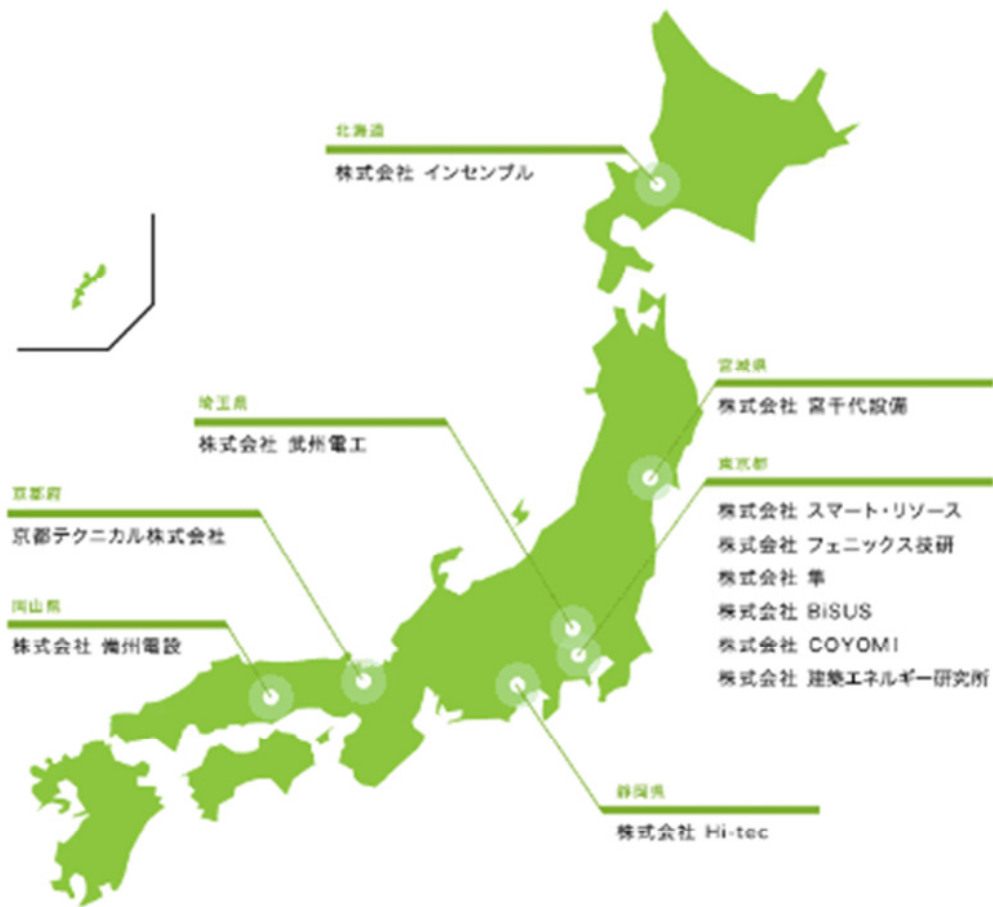 北海道
株式会社 インセンブル
宮城県
株式会社 宮千代設備
埼玉県
株式会社 武州電工
東京都
株式会社 スマート・リソース
株式会社 フェニックス技研
株式会社 隼
株式会社 BiSUS
株式会社 COYOMI
株式会社 建築エネルギー研究所
京都府
京都テクニカル株式会社
岡山県
株式会社 備州電設
静岡県
株式会社 Hi-tec